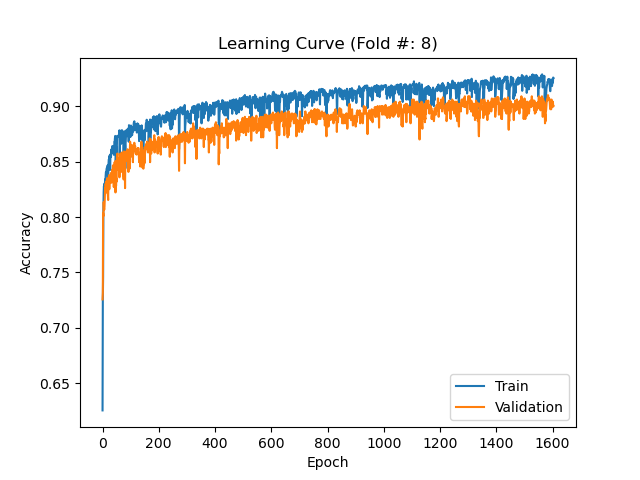 Learning Curve (Fold #: 8)
Accuracy
0.90
0.85
0.80
0.75
0.70
0.65
Train
Validation
0 200 400 600 800 1000 1200 1400 1600
Epoch